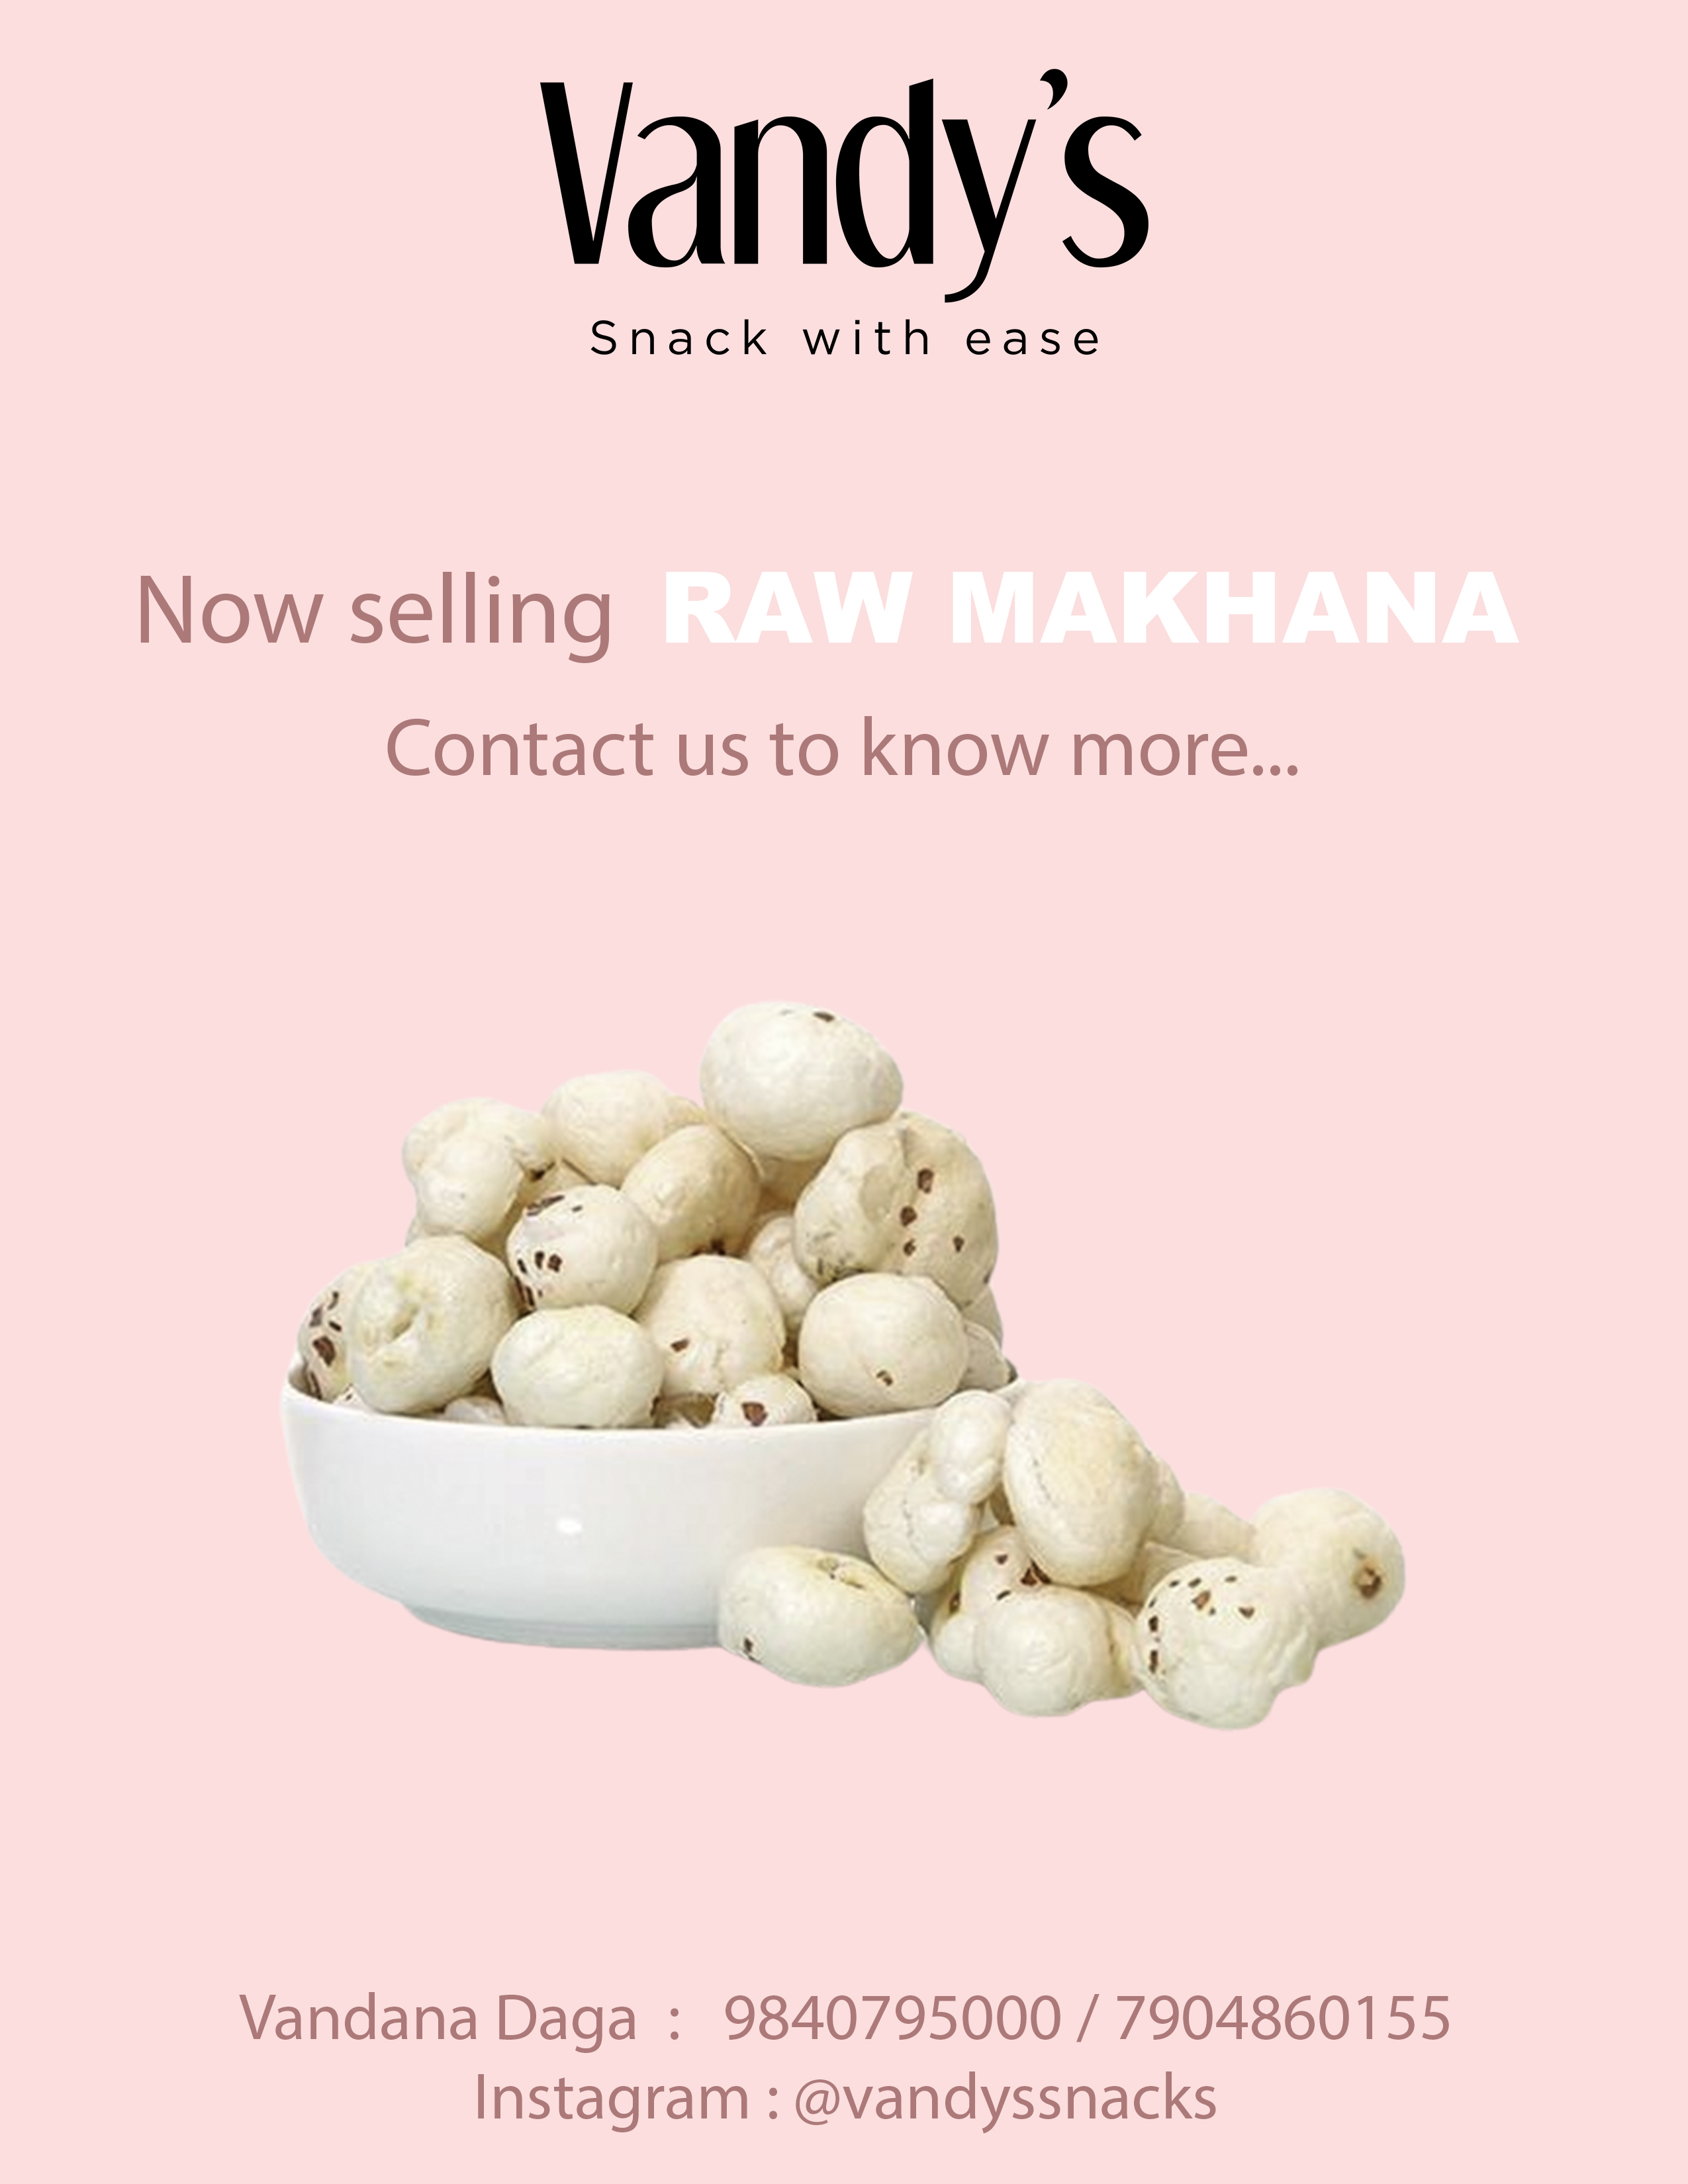 Vandy's
Snack with ease
Now selling RAW MAKHANA
Contact us to know more...
Vandana Daga : 9840795000 / 7904860155
Instagram : @vandyssnacks